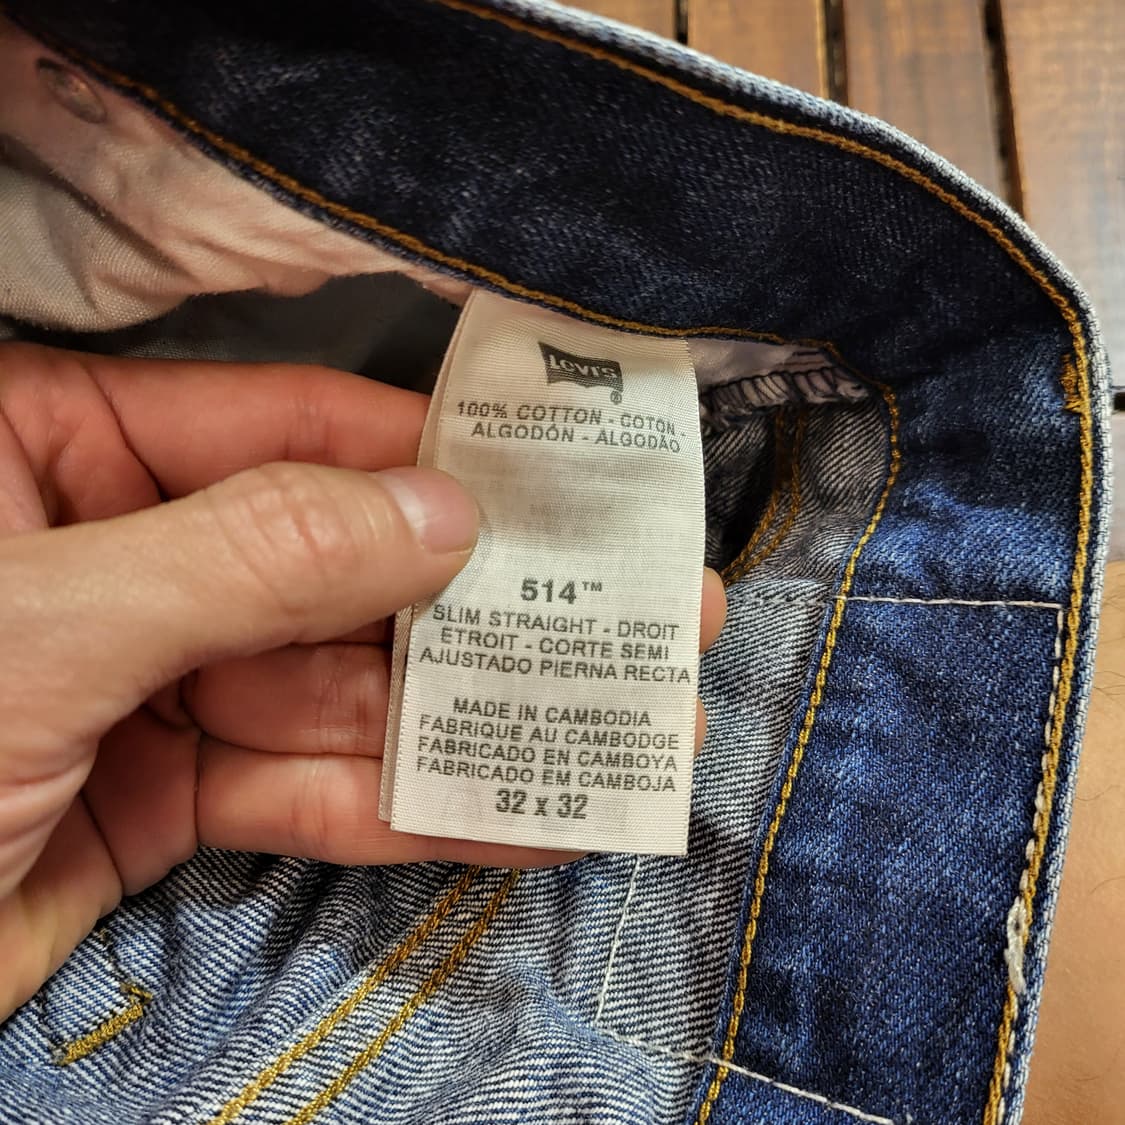 Levi's
®
100% COTTON - COTON -
ALGODÓN - ALGODÃO
514™
SLIM STRAIGHT - DROIT
ETROIT - CORTE SEMI
AJUSTADO PIERNA RECTA
MADE IN CAMBODIA
FABRIQUE AU CAMBODGE
FABRICADO EN CAMBOYA
FABRICADO EM CAMBOJA
32 x 32